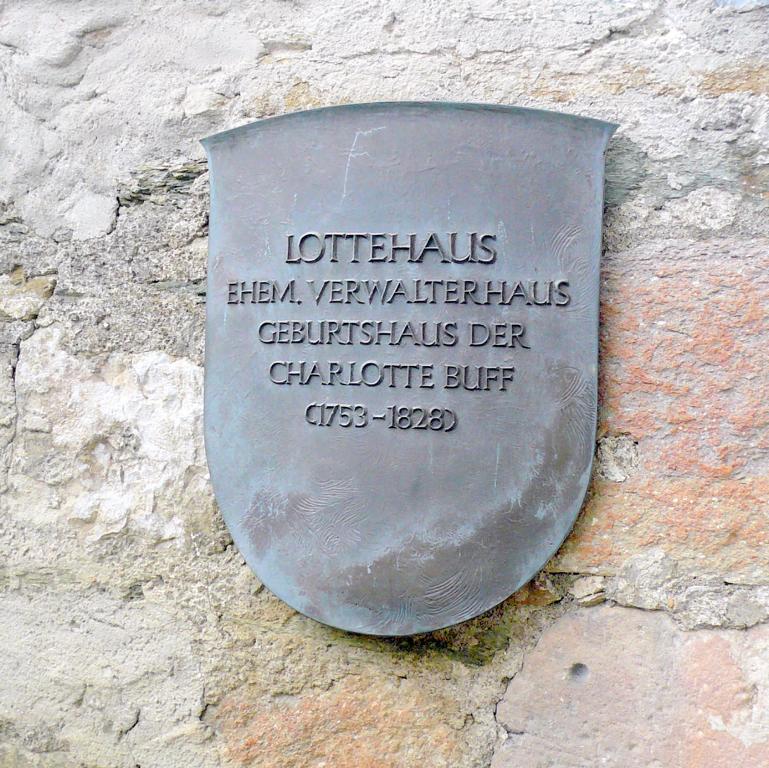 LOTTEHAUS
EHEM. VERWALTERHAUS
GEBURTSHAUS DER
CHARLOTTE BUFF
(1753-1828)